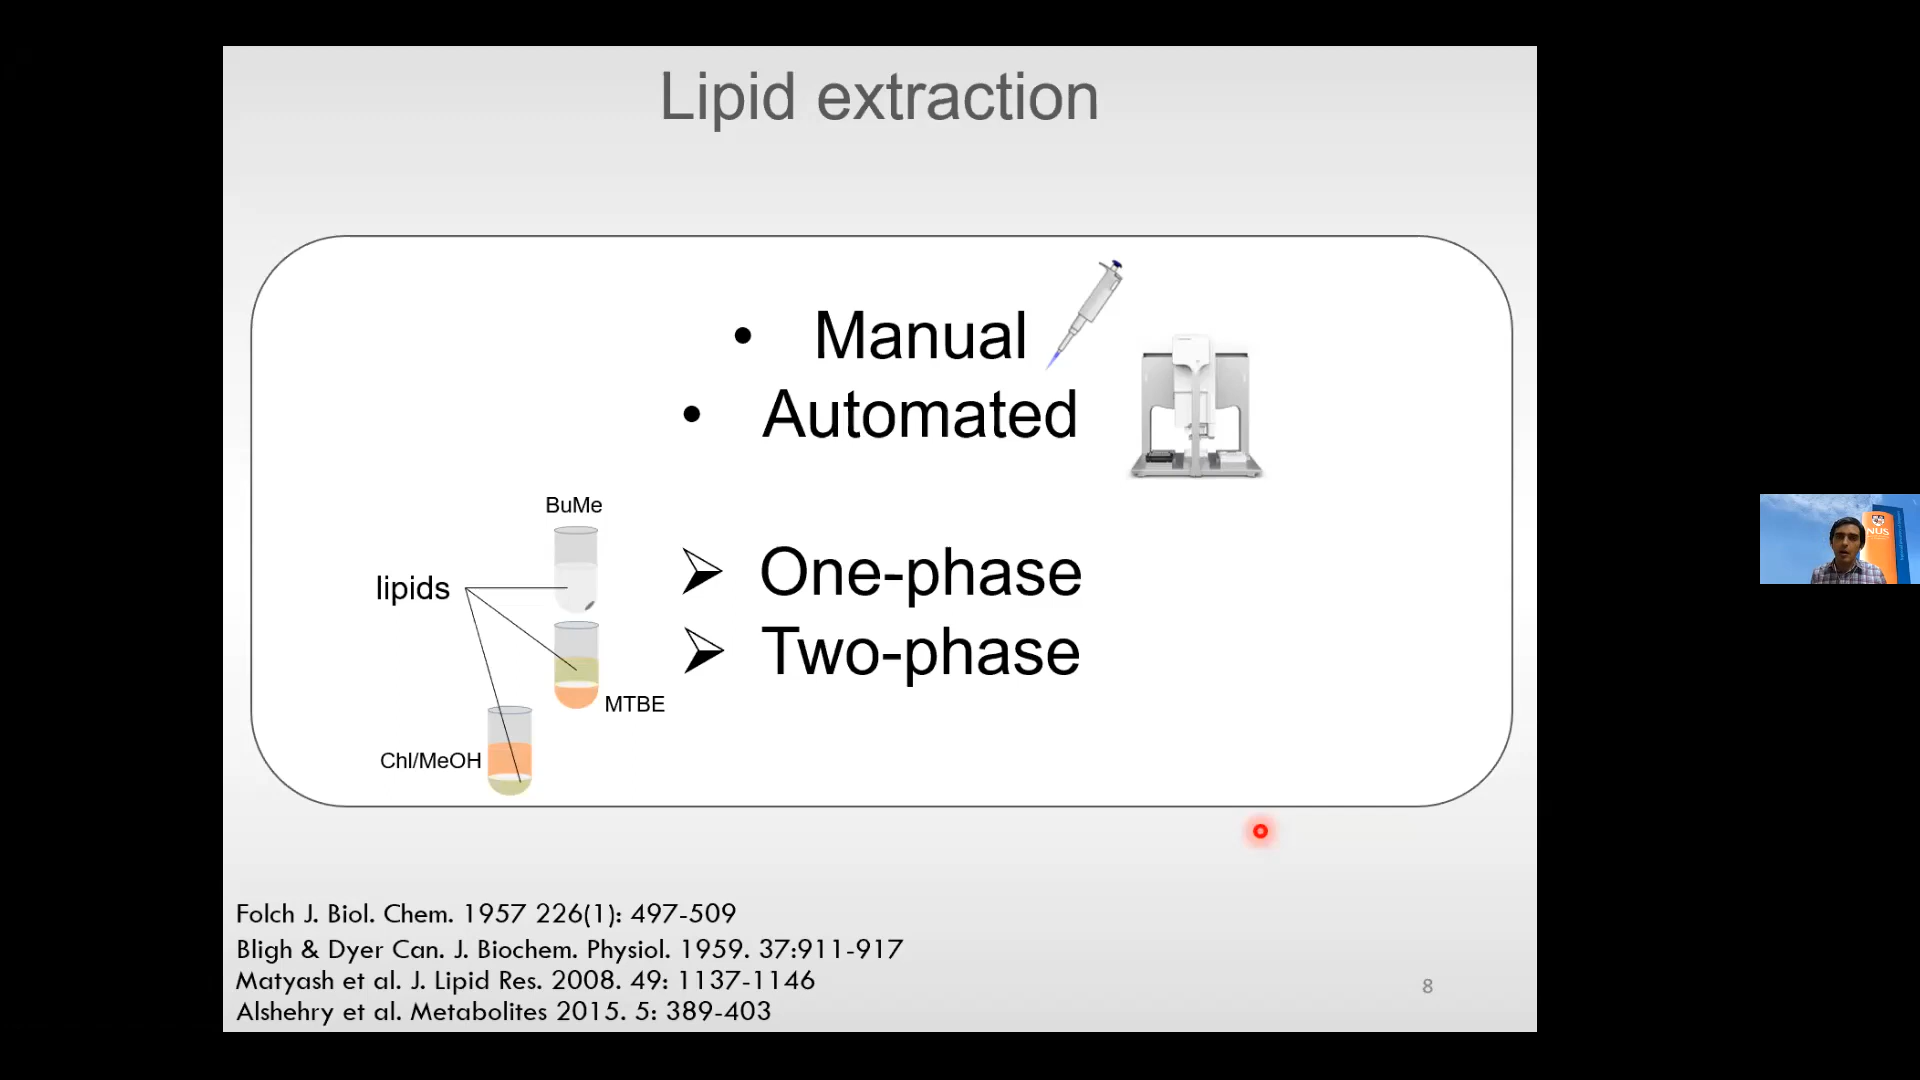 Lipid extraction
• Manual
• Automated
BuMe
lipids
➢ One-phase
➢ Two-phase
MTBE
Chl/MeOH
Folch J. Biol. Chem. 1957 226(1): 497-509
Bligh & Dyer Can. J. Biochem. Physiol. 1959. 37:911-917
Matyash et al. J. Lipid Res. 2008. 49: 1137-1146
Alshehry et al. Metabolites 2015. 5: 389-403
8
NUS